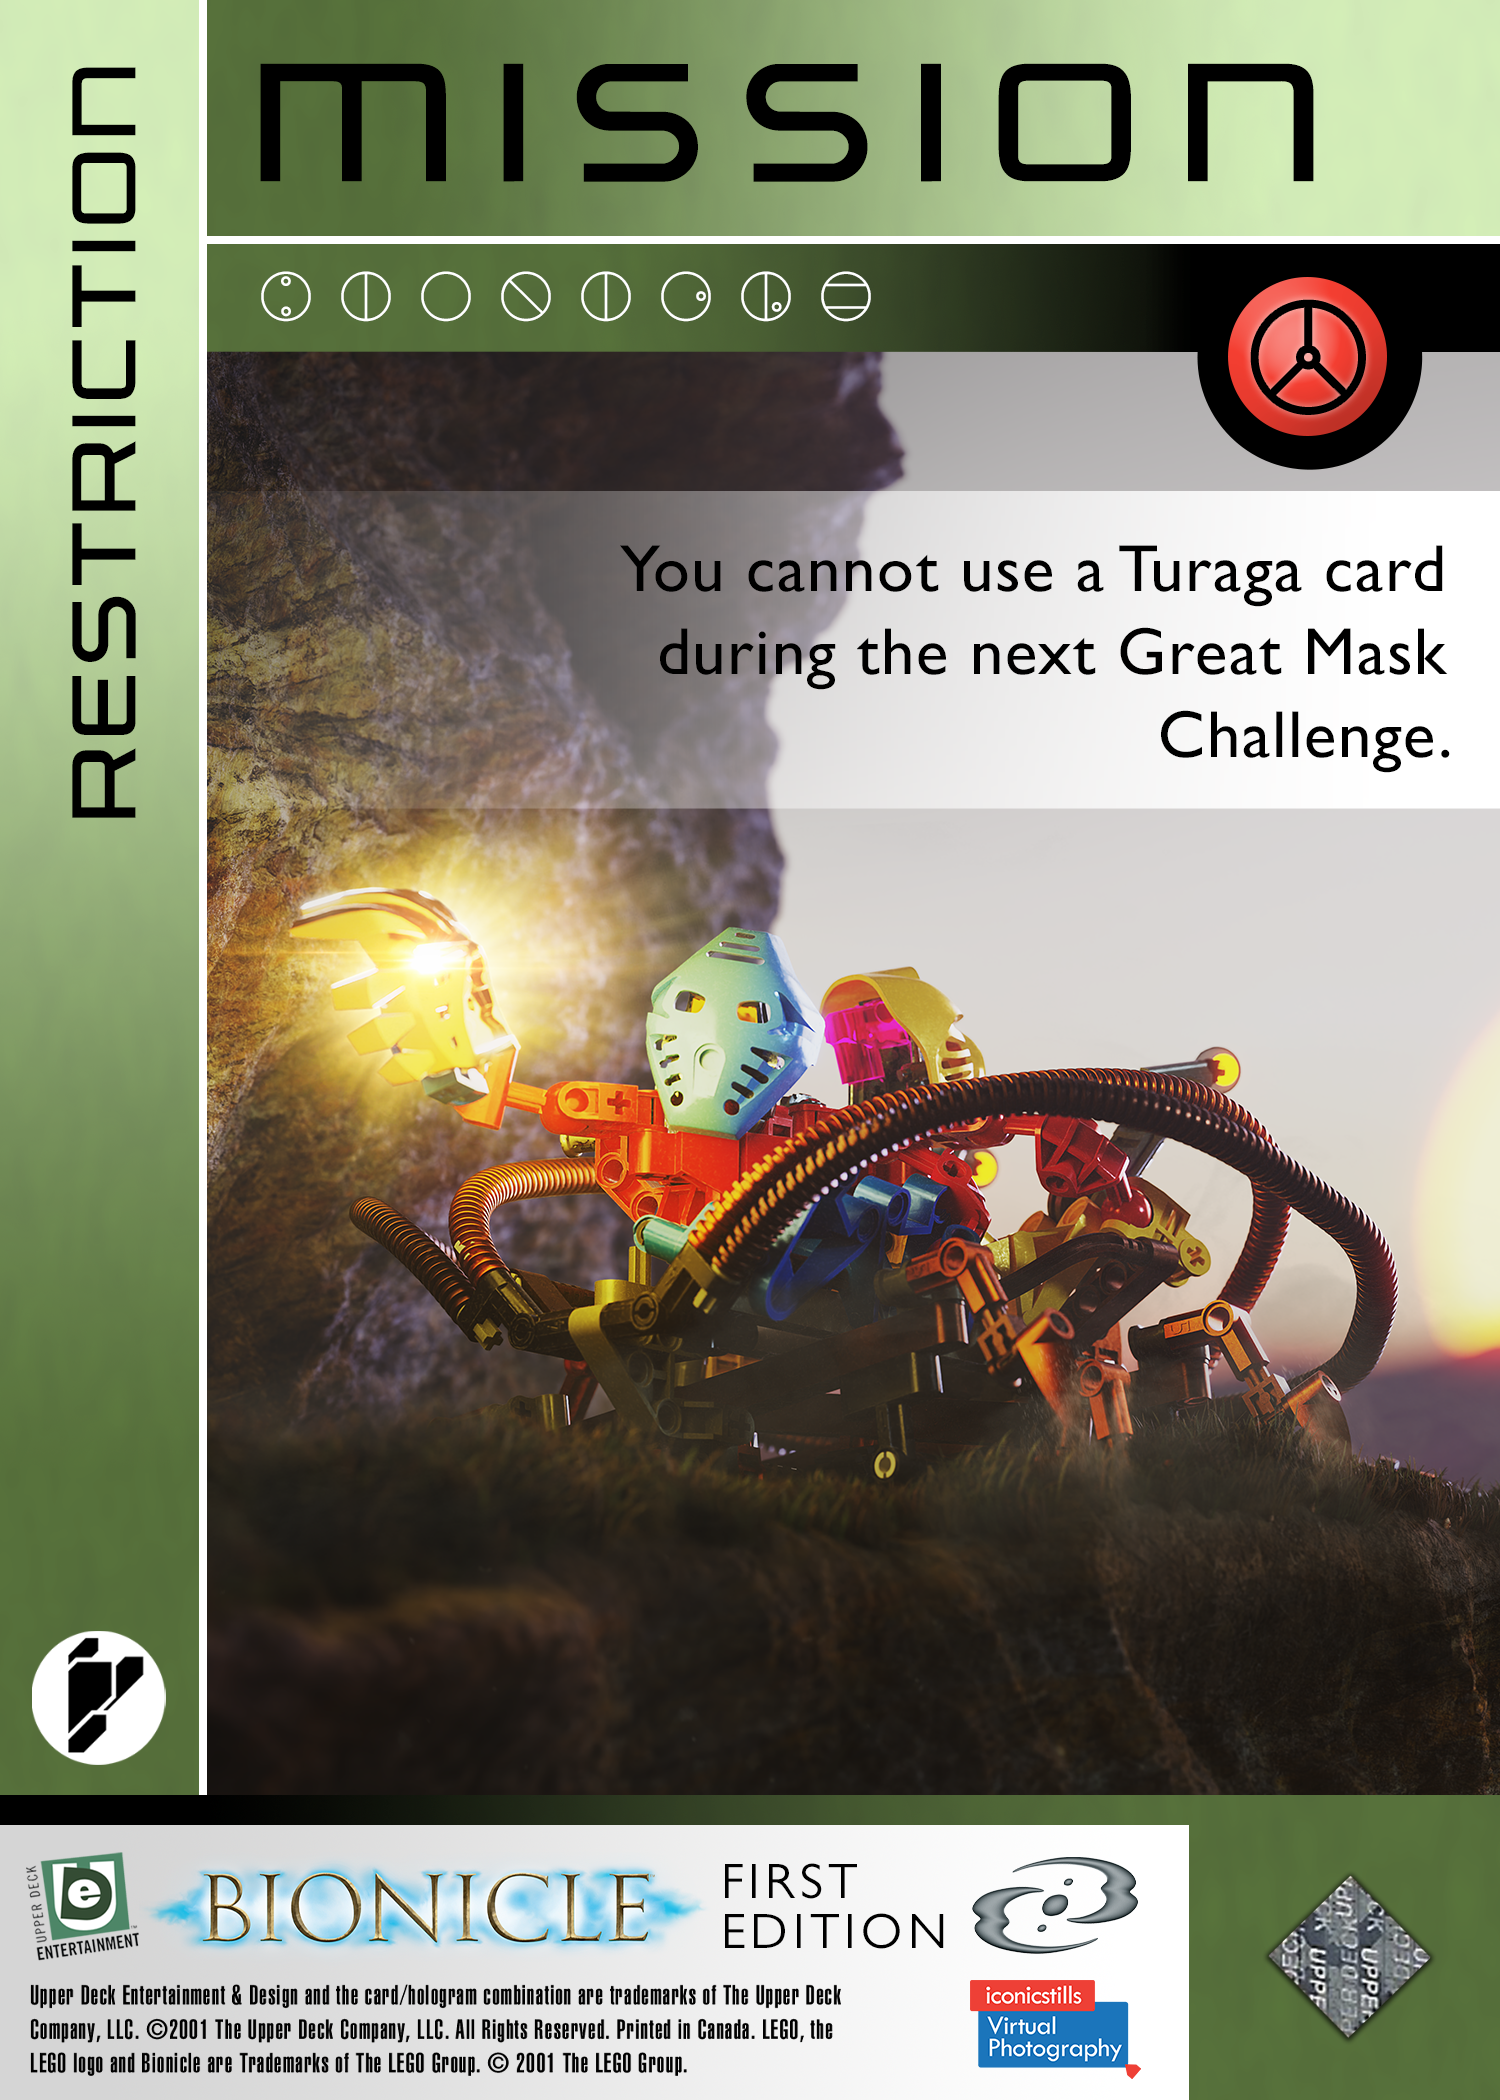 MISSION
RESTRICTION
You cannot use a Turaga card
during the next Great Mask
Challenge.
UPPER DECK
e
ENTERTAINMENT
BIONICLE
FIRST
EDITION
Upper Deck Entertainment & Design and the card/hologram combination are trademarks of The Upper Deck
Company, LLC. ©2001 The Upper Deck Company, LLC. All Rights Reserved. Printed in Canada. LEGO, the
LEGO logo and Bionicle are Trademarks of The LEGO Group. © 2001 The LEGO Group.
iconicstills
Virtual
Photography